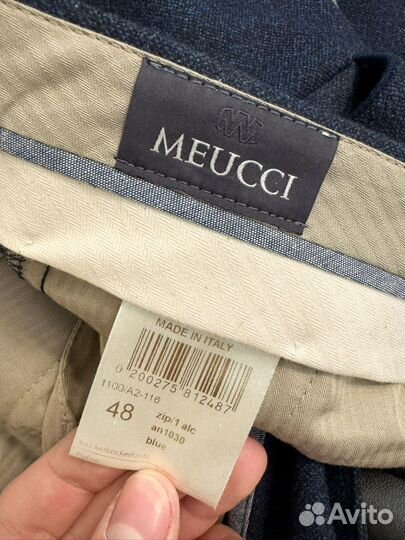 MEUCCI
MADE IN ITALY
0 200275 812487
1100/A2-116
48
zip/1 alc
an1030
blue
Avito